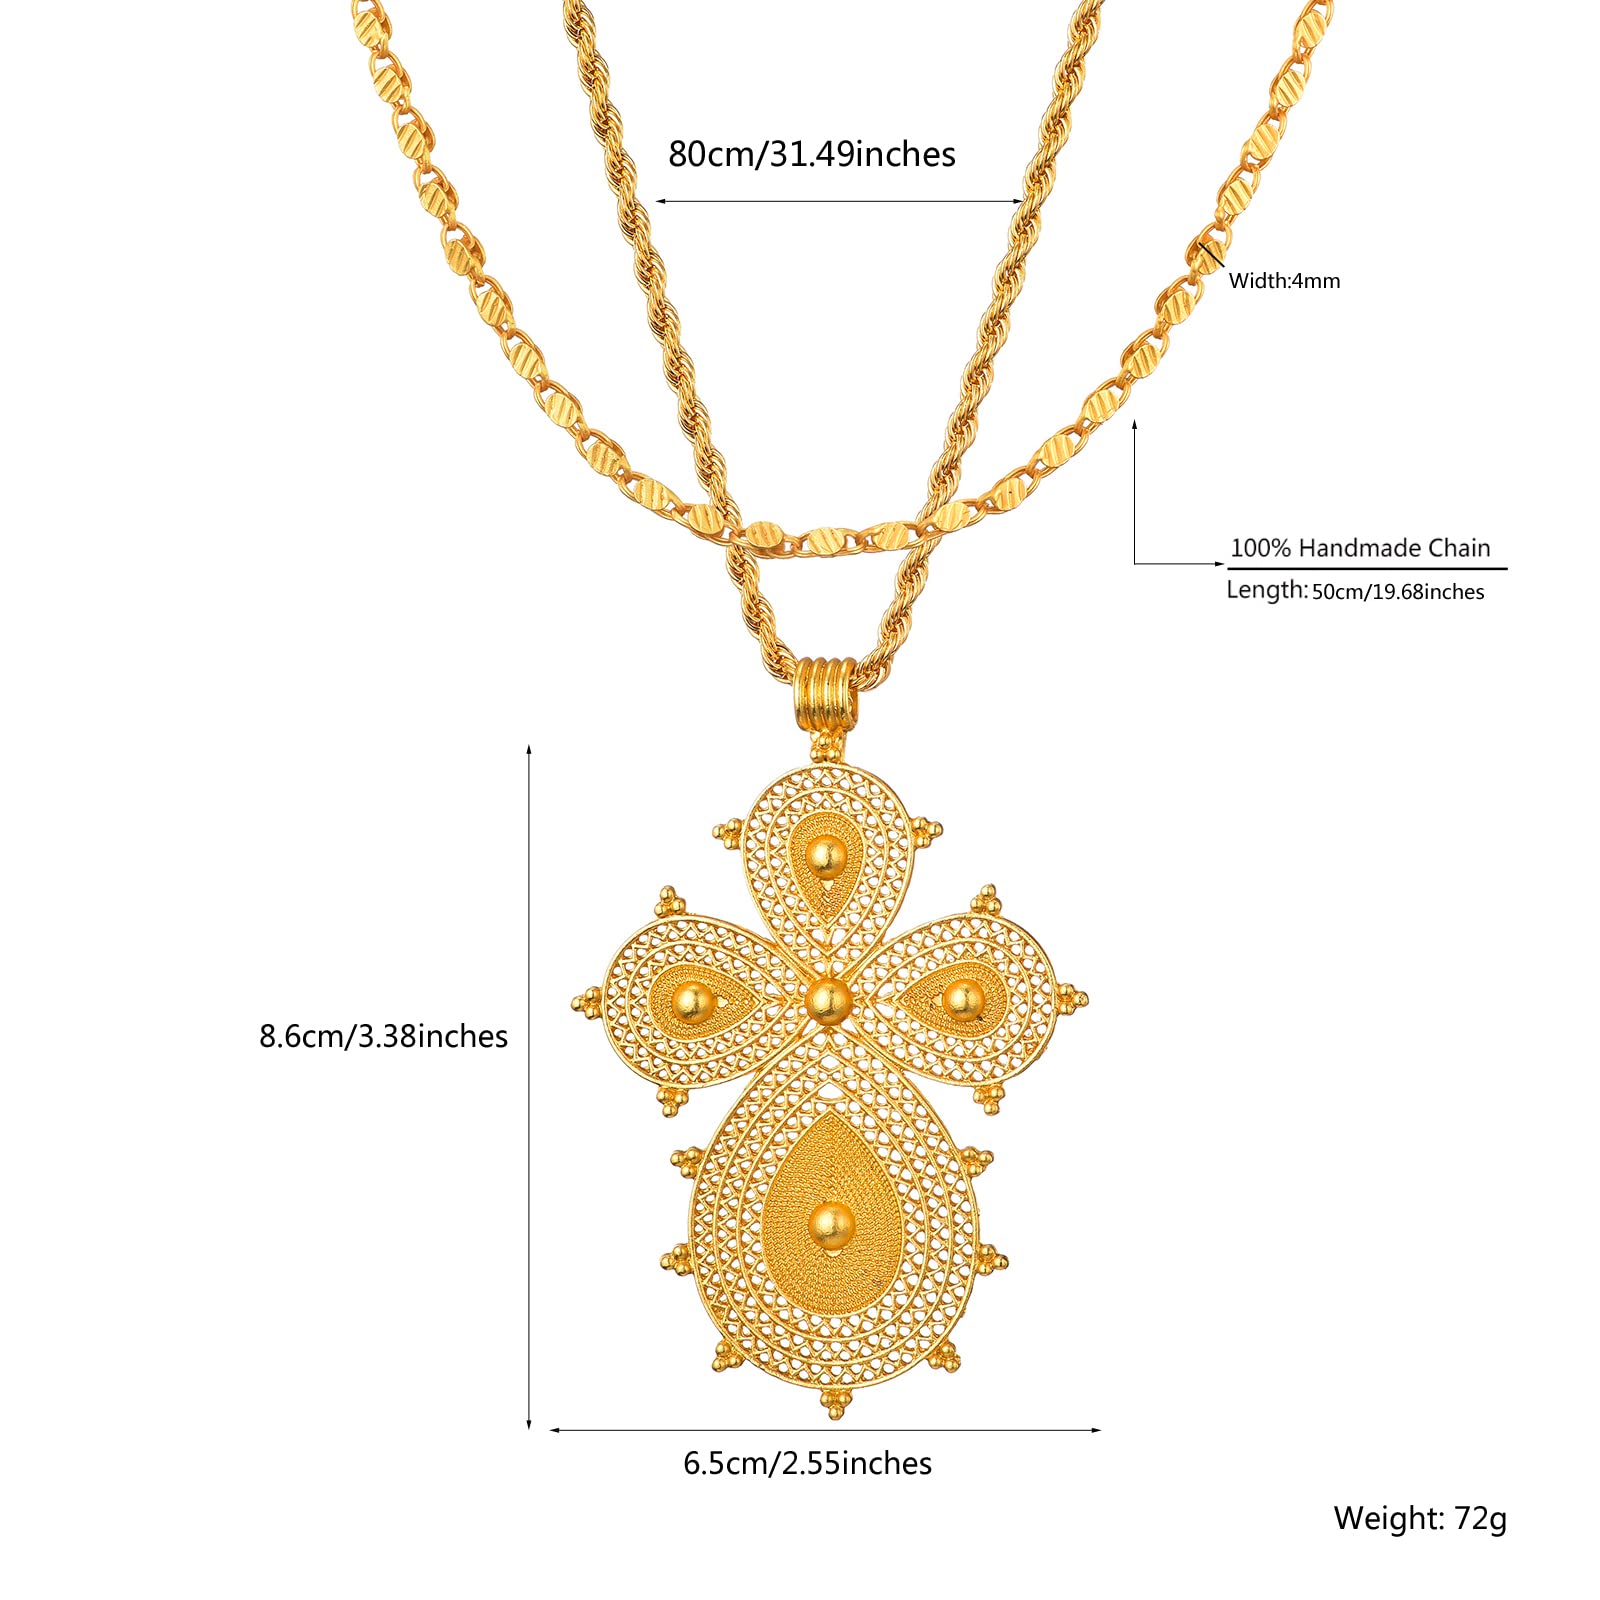 80cm/31.49inches
Width:4mm
100% Handmade Chain
Length:50cm/19.68inches
8.6cm/3.38inches
6.5cm/2.55inches
Weight: 72g